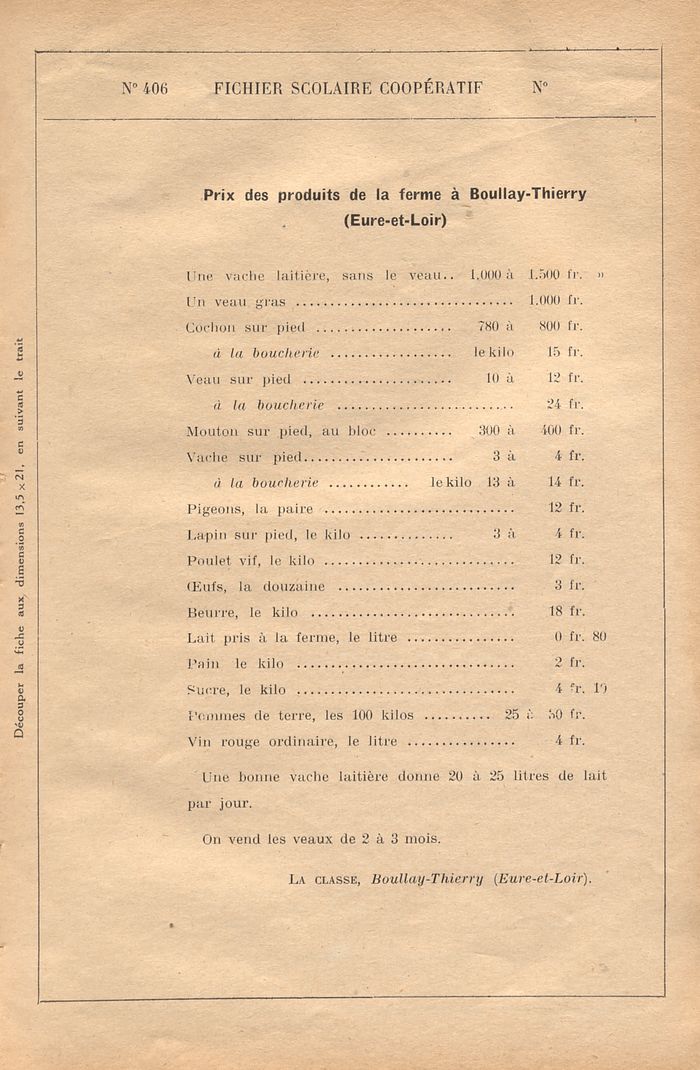 Nº 406 FICHIER SCOLAIRE COOPÉRATIF Nº
Prix des produits de la ferme à Boullay-Thierry
(Eure-et-Loir)
Une vache laitière, sans le veau.. 1.000 à 1.500 fr. »
Un veau gras ................................ 1.000 fr.
Cochon sur pied .................... 780 à 800 fr.
à la boucherie .................. le kilo 15 fr.
Veau sur pied ...................... 10 à 12 fr.
à la boucherie .......................... 24 fr.
Mouton sur pied, au bloc .......... 300 à 400 fr.
Vache sur pied...................... 3 à 4 fr.
à la boucherie ............ le kilo 13 à 14 fr.
Pigeons, la paire ............................ 12 fr.
Lapin sur pied, le kilo .............. 3 à 4 fr.
Poulet vif, le kilo ............................ 12 fr.
Œufs, la douzaine .......................... 3 fr.
Beurre, le kilo .............................. 18 fr.
Lait pris à la ferme, le litre ................ 0 fr. 80
Pain le kilo ................................ 2 fr.
Sucre, le kilo ................................ 4 fr.
Pommes de terre, les 100 kilos .......... 25 à 50 fr.
Vin rouge ordinaire, le litre ................ 4 fr.
Une bonne vache laitière donne 20 à 25 litres de lait
par jour.
On vend les veaux de 2 à 3 mois.
LA CLASSE, Boullay-Thierry (Eure-et-Loir).
Découper la fiche aux dimensions 13,5 × 21, en suivant le trait